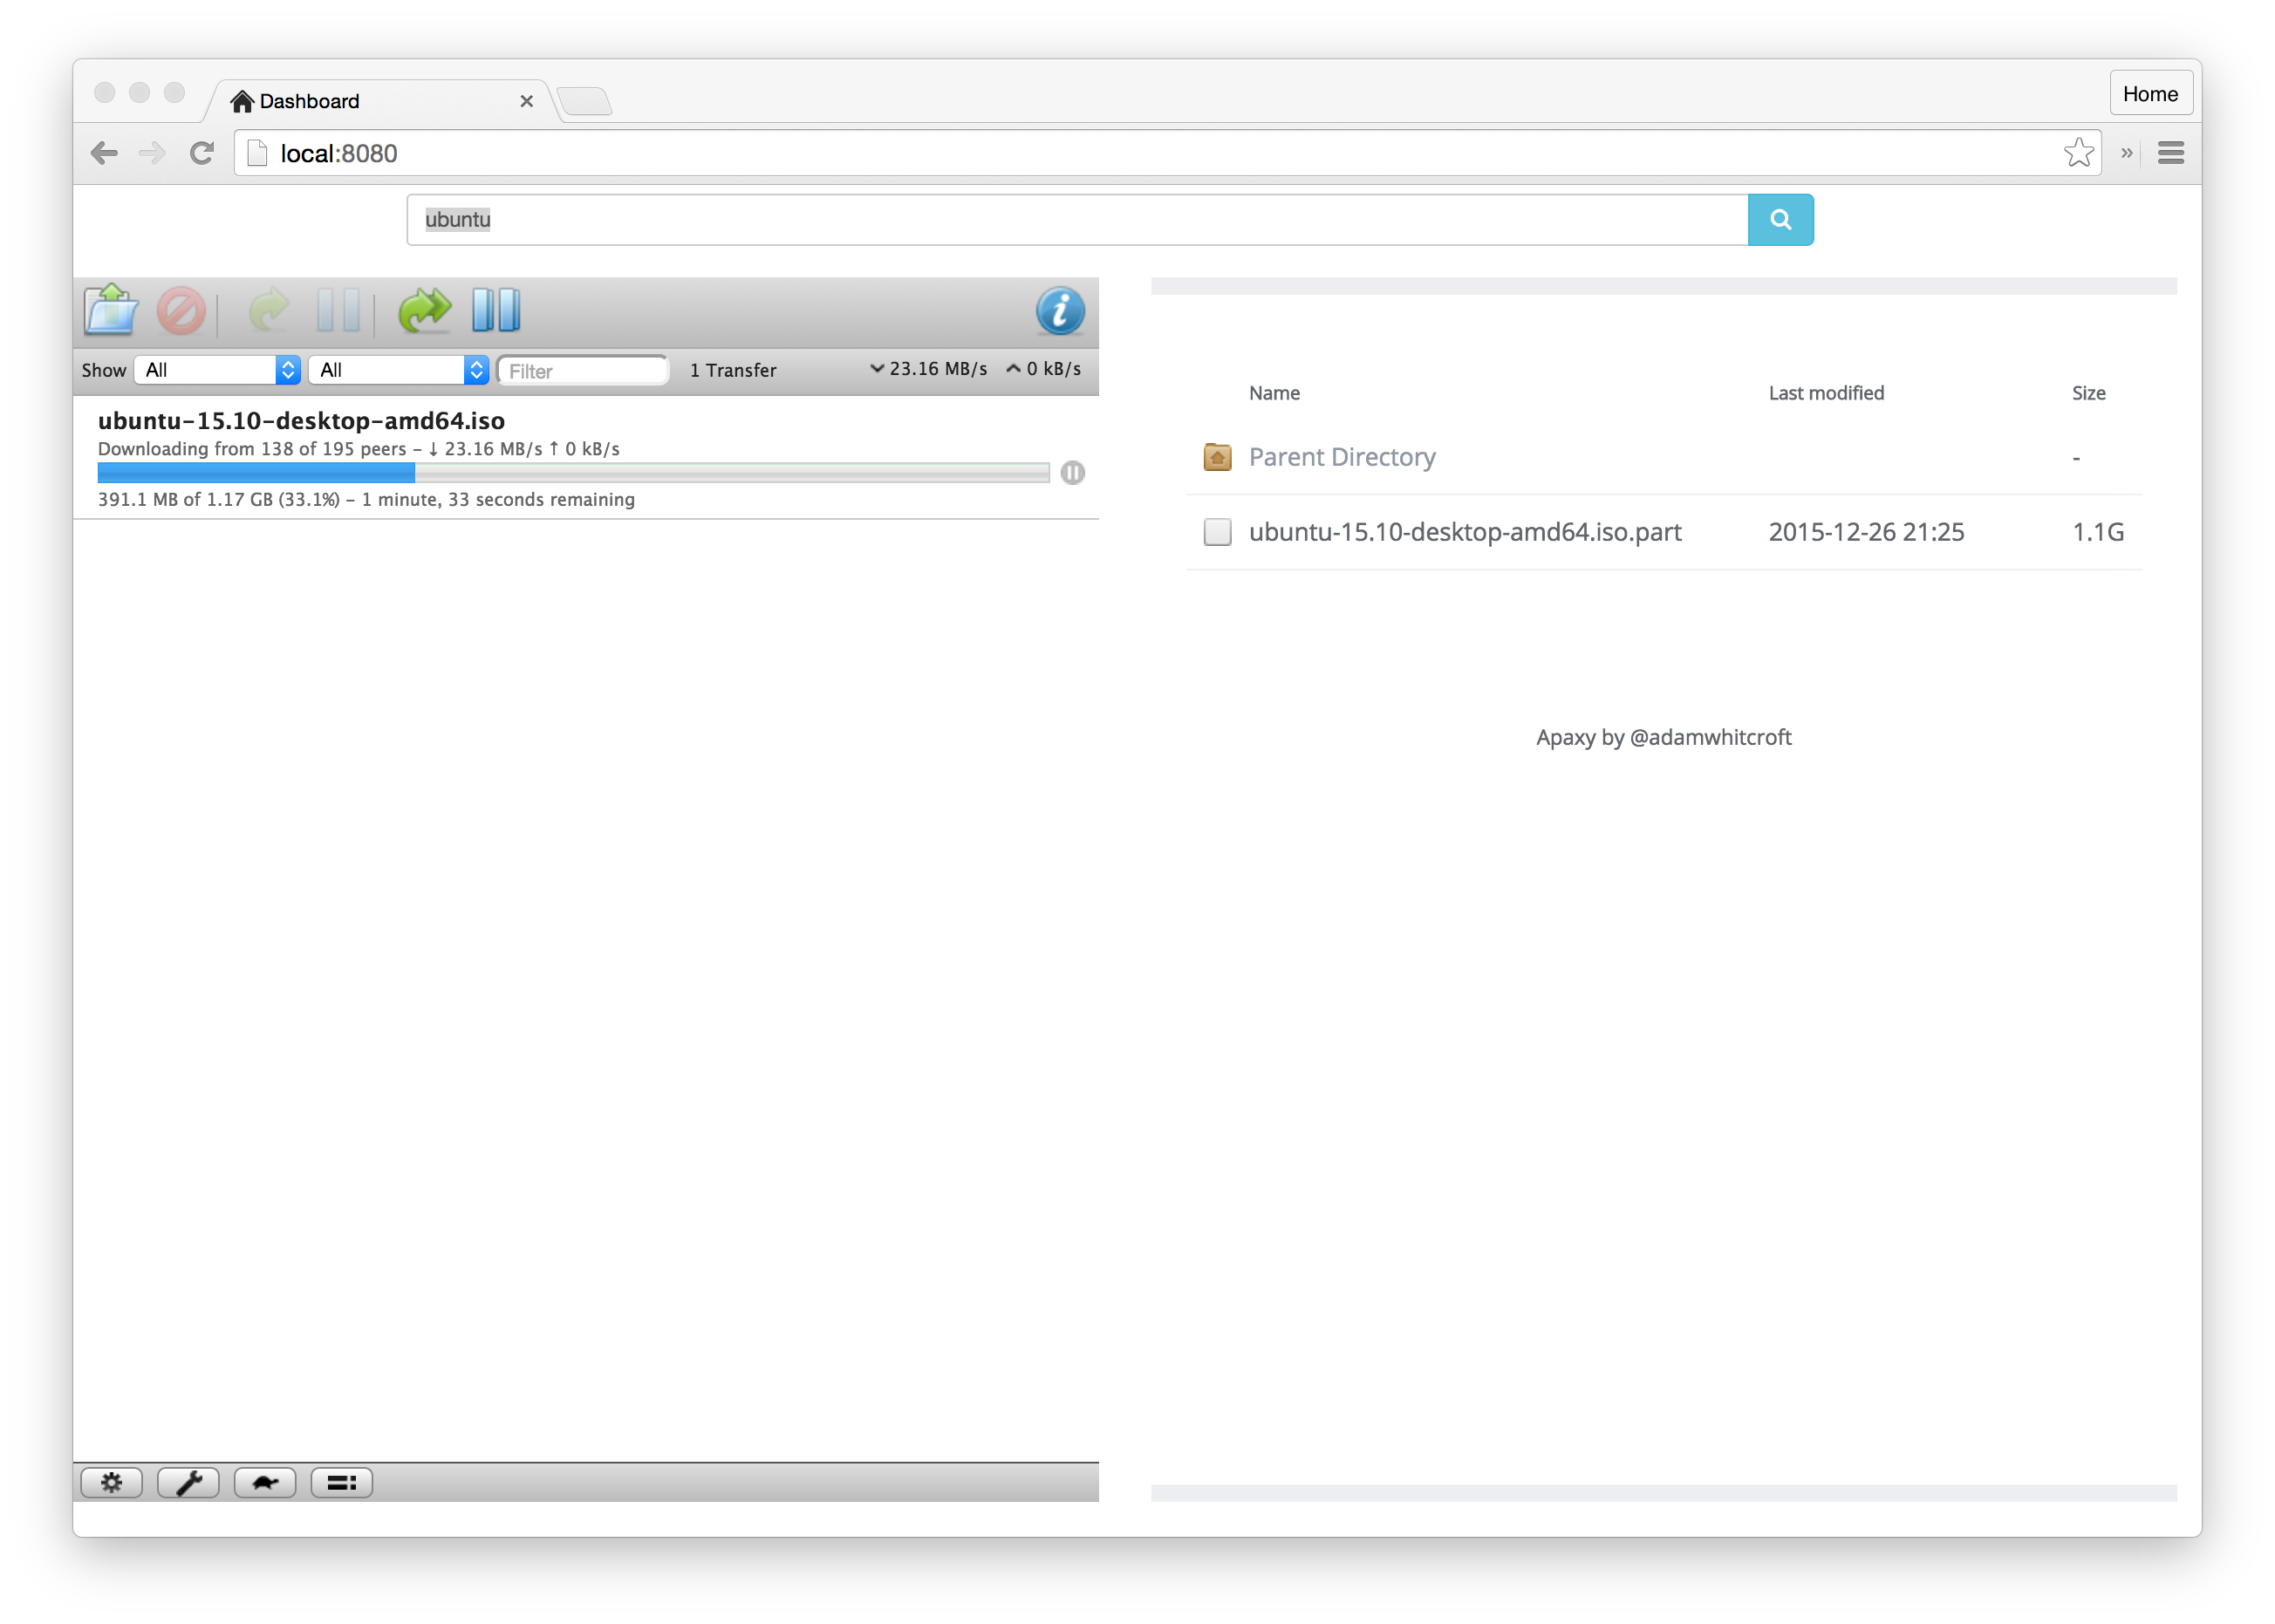 Dashboard
Home
local:8080
ubuntu
Show All All Filter 1 Transfer 23.16 MB/s 0 kB/s
ubuntu-15.10-desktop-amd64.iso
Downloading from 138 of 195 peers – ↓ 23.16 MB/s ↑ 0 kB/s
391.1 MB of 1.17 GB (33.1%) – 1 minute, 33 seconds remaining
Name Last modified Size
Parent Directory -
ubuntu-15.10-desktop-amd64.iso.part 2015-12-26 21:25 1.1G
Apaxy by @adamwhitcroft